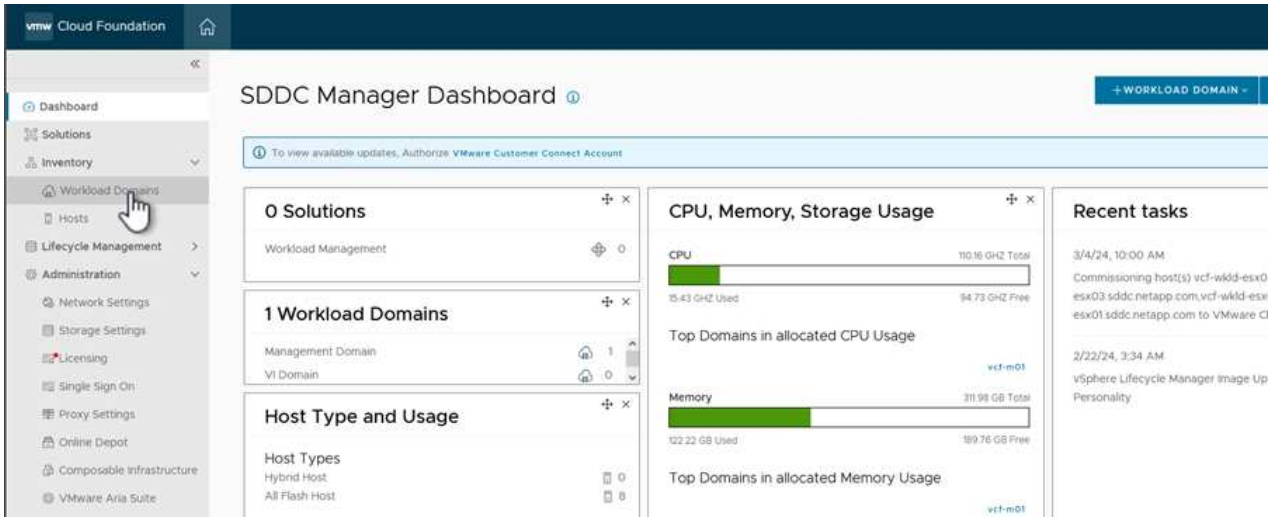 vmw Cloud Foundation
Dashboard
Solutions
Inventory
Workload Domains
Hosts
Lifecycle Management
Administration
Network Settings
Storage Settings
Licensing
Single Sign On
Proxy Settings
Online Depot
Composable Infrastructure
VMware Aria Suite
SDDC Manager Dashboard
+ WORKLOAD DOMAIN
To view available updates, Authorize VMware Customer Connect Account
0 Solutions
Workload Management 0
1 Workload Domains
Management Domain 1
VI Domain 0
Host Type and Usage
Host Types
Hybrid Host 0
All Flash Host 8
CPU, Memory, Storage Usage
CPU 110.16 GHZ Total
15.43 GHZ Used 94.73 GHZ Free
Top Domains in allocated CPU Usage
vcf-m01
Memory 311.98 GB Total
122.22 GB Used 189.76 GB Free
Top Domains in allocated Memory Usage
vcf-m01
Recent tasks
3/4/24, 10:00 AM
Commissioning host(s) vcf-wkld-esx0
esx03.sddc.netapp.com,vcf-wkld-esx
esx01.sddc.netapp.com to VMware Cl
2/22/24, 3:34 AM
vSphere Lifecycle Manager Image Up
Personality